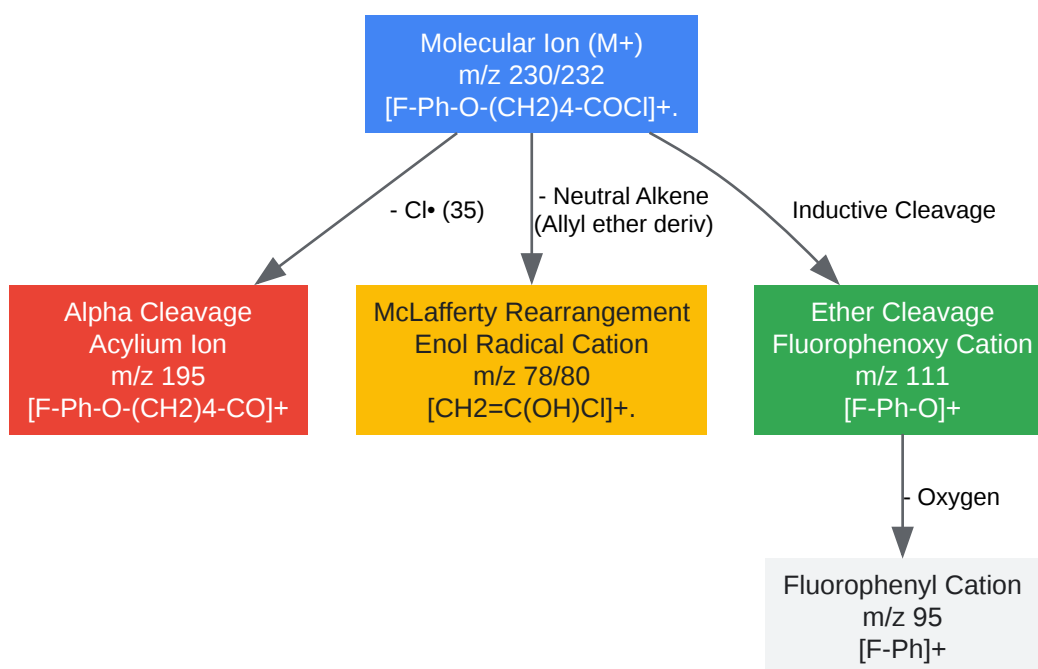 Molecular Ion (M+)
m/z 230/232
[F-Ph-O-(CH2)4-COCl]+.
- Cl• (35)
- Neutral Alkene
(Allyl ether deriv)
Inductive Cleavage
Alpha Cleavage
Acylium Ion
m/z 195
[F-Ph-O-(CH2)4-CO]+
McLafferty Rearrangement
Enol Radical Cation
m/z 78/80
[CH2=C(OH)Cl]+.
Ether Cleavage
Fluorophenoxy Cation
m/z 111
[F-Ph-O]+
- Oxygen
Fluorophenyl Cation
m/z 95
[F-Ph]+